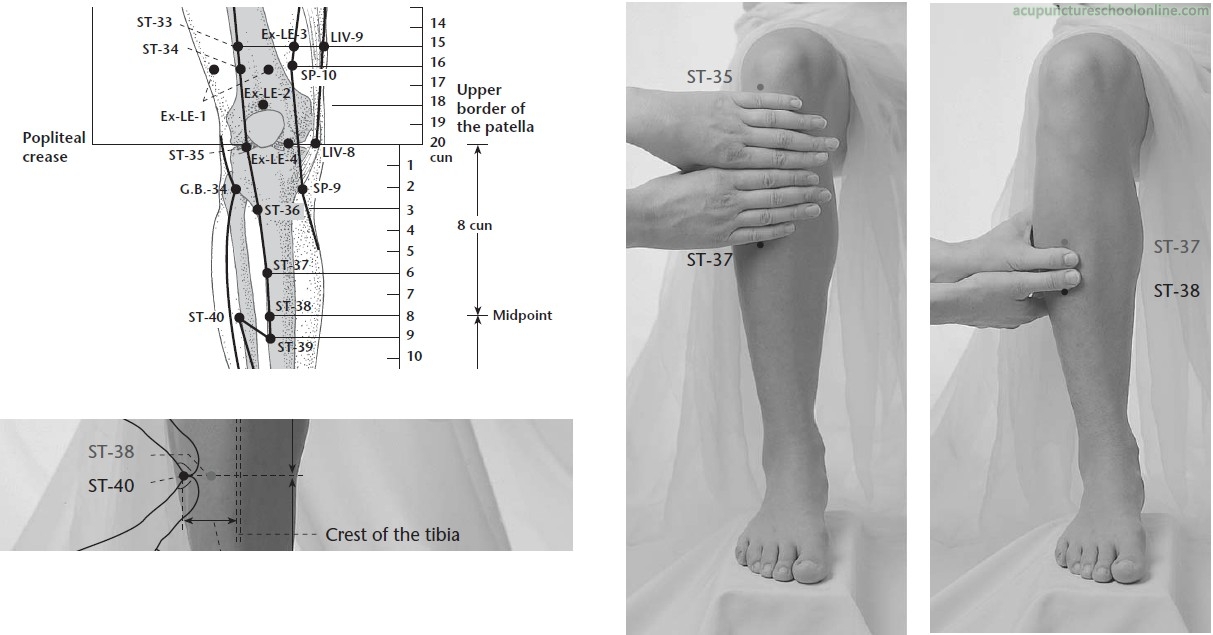 ST-33
ST-34
Ex-LE-3
LIV-9
SP-10
Ex-LE-2
Ex-LE-1
14
15
16
17
18
19
20
cun
Upper
border of
the patella
Popliteal
crease
ST-35
Ex-LE-4
LIV-8
G.B.-34
SP-9
ST-36
ST-37
ST-38
ST-40
ST-39
1
2
3
4
5
6
7
8
9
10
8 cun
Midpoint
ST-38
ST-40
Crest of the tibia
ST-35
ST-37
acupunctureschoolonline.com
ST-37
ST-38